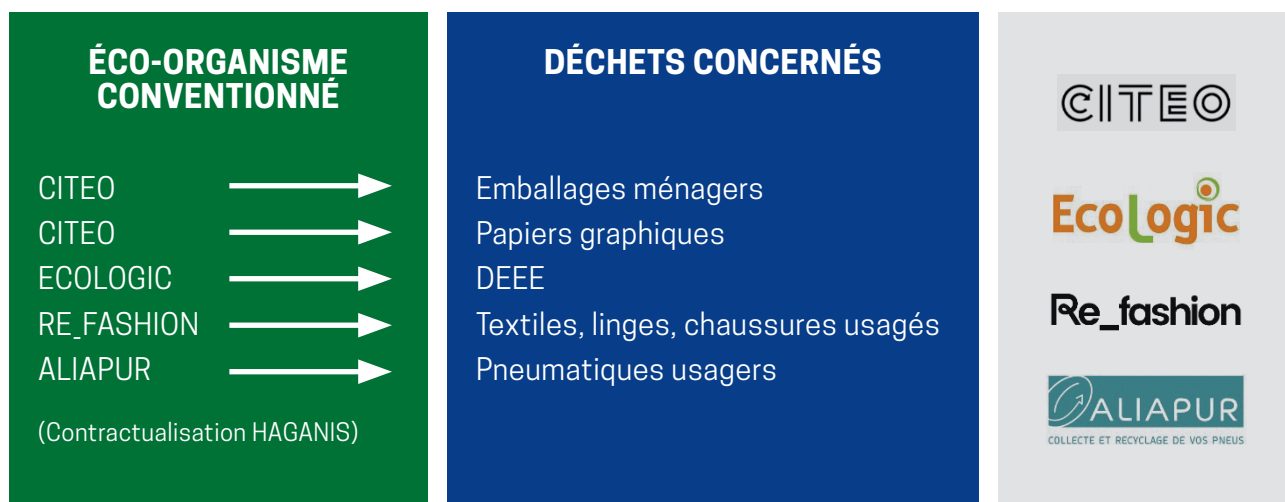 ÉCO-ORGANISME
CONVENTIONNÉ
CITEO
CITEO
ECOLOGIC
RE_FASHION
ALIAPUR
(Contractualisation HAGANIS)
DÉCHETS CONCERNÉS
Emballages ménagers
Papiers graphiques
DEEE
Textiles, linges, chaussures usagés
Pneumatiques usagers
CITEO
EcoLogic
Re_fashion
ALIAPUR
COLLECTE ET RECYCLAGE DE VOS PNEUS